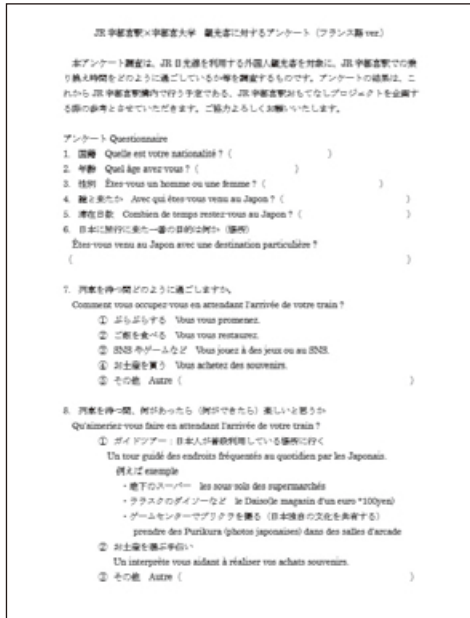 JR 宇都宮駅×宇都宮大学 観光客に対するアンケート（フランス語 ver.）
本アンケート調査は、JR 日光線を利用する外国人観光客を対象に、JR 宇都宮駅での乗
り換え時間をどのように過ごしているか等を調査するものです。アンケートの結果は、こ
れから JR 宇都宮駅構内で行う予定である、JR 宇都宮駅おもてなしプロジェクトを企画す
る際の参考とさせていただきます。ご協力よろしくお願いいたします。
アンケート Questionnaire
1. 国籍 Quelle est votre nationalité ? ( )
2. 年齢 Quel âge avez-vous ? ( )
3. 性別 Êtes-vous un homme ou une femme ? ( )
4. 誰と来たか Avec qui êtes-vous venu au Japon ? ( )
5. 滞在日数 Combien de temps restez-vous au Japon ? ( )
6. 日本に旅行に来た一番の目的は何か（場所）
Êtes-vous venu au Japon avec une destination particulière ?
( )
7. 列車を待つ間どのように過ごしますか。
Comment vous occupez-vous en attendant l'arrivée de votre train ?
① ぶらぶらする Vous vous promenez.
② ご飯を食べる Vous vous restaurez.
③ SNS やゲームなど Vous jouez à des jeux ou au SNS.
④ お土産を買う Vous achetez des souvenirs.
⑤ その他 Autre ( )
8. 列車を待つ間、何があったら（何ができたら）楽しいと思うか
Qu'aimeriez-vous faire en attendant l'arrivée de votre train ?
① ガイドツアー：日本人が普段利用している場所に行く
Un tour guidé des endroits fréquentés au quotidien par les Japonais.
例えば exemple
・地下のスーパー les sous-sols des supermarchés
・ララスクのダイソーなど le Daiso(le magasin d'un euro *100yen)
・ゲームセンターでプリクラを撮る（日本独自の文化を共有する）
prendre des Purikura (photos japonaises) dans des salles d'arcade
② お土産を選ぶ手伝い
Un interprète vous aidant à réaliser vos achats souvenirs.
③ その他 Autre ( )